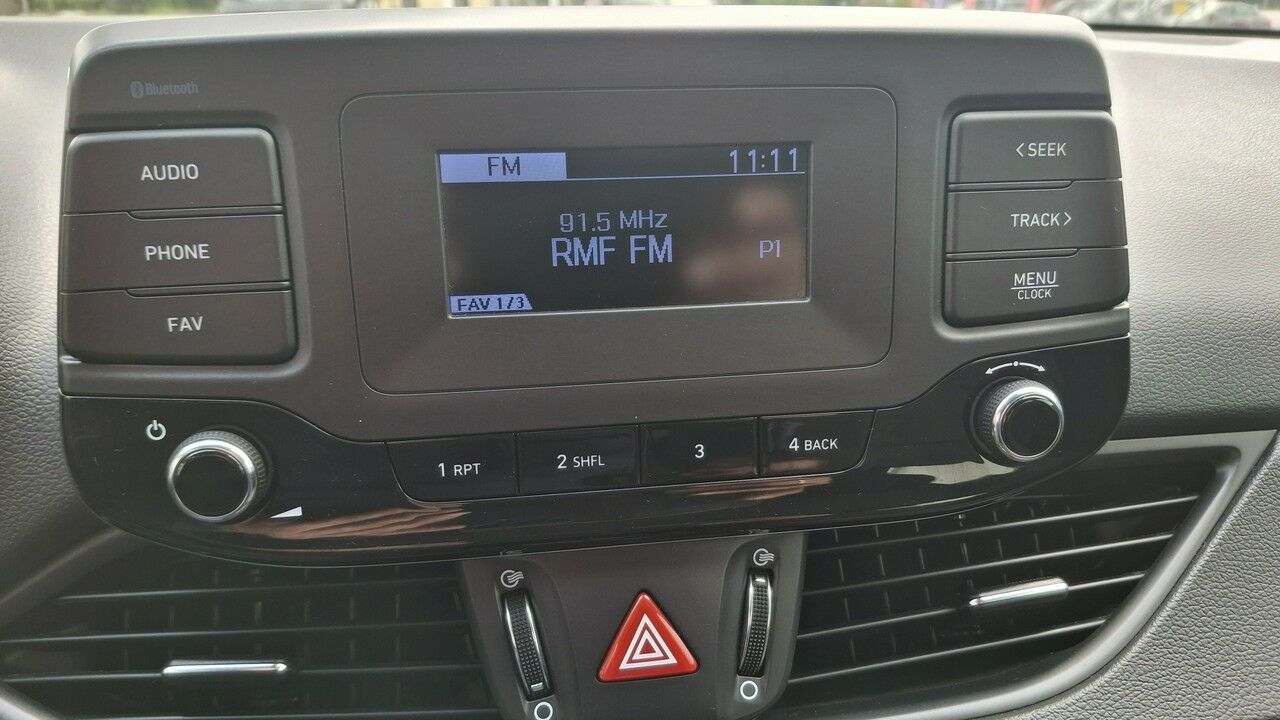 Bluetooth
AUDIO
PHONE
FAV
FM 11:11
91.5 MHz
RMF FM P1
FAV 1/3
<SEEK
TRACK>
MENU
CLOCK
1 RPT
2 SHFL
3
4 BACK